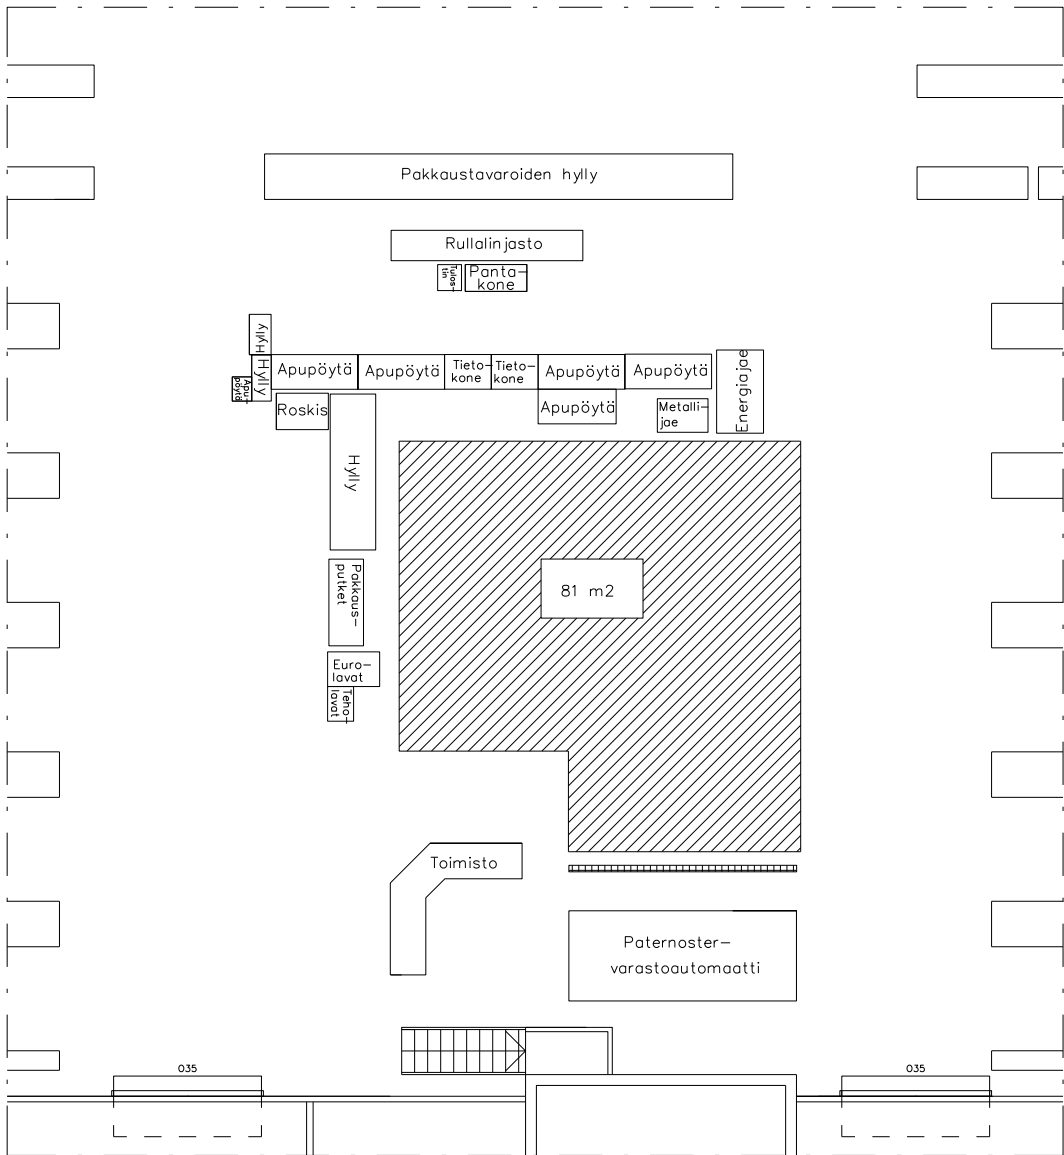 Pakkaustavaroiden hylly
Rullalinjasto
Tulos-
tin
Panta-
kone
Hylly
Hylly
Apu-
pöytä
Apupöytä
Apupöytä
Tieto-
kone
Tieto-
kone
Apupöytä
Apupöytä
Energiajae
Roskis
Apupöytä
Metalli-
jae
Hylly
Pakkaus-
putket
81 m2
Euro-
lavat
Teho-
lavat
Toimisto
Paternoster-
varastoautomaatti
035
035